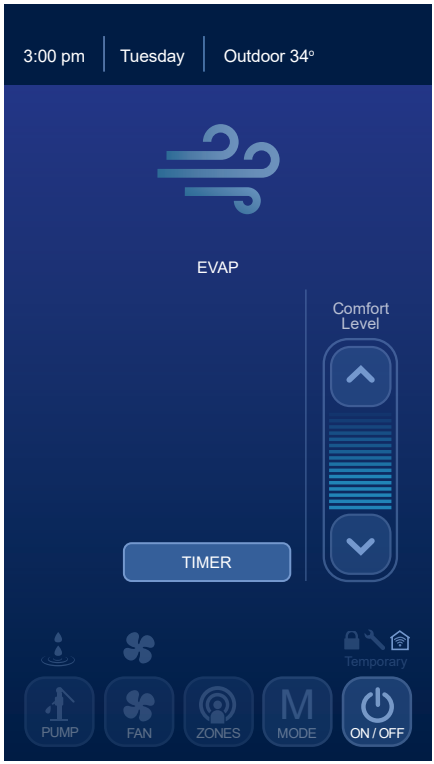 3:00 pm
Tuesday
Outdoor 34°
EVAP
Comfort
Level
TIMER
Temporary
PUMP
FAN
ZONES
M
MODE
ON / OFF